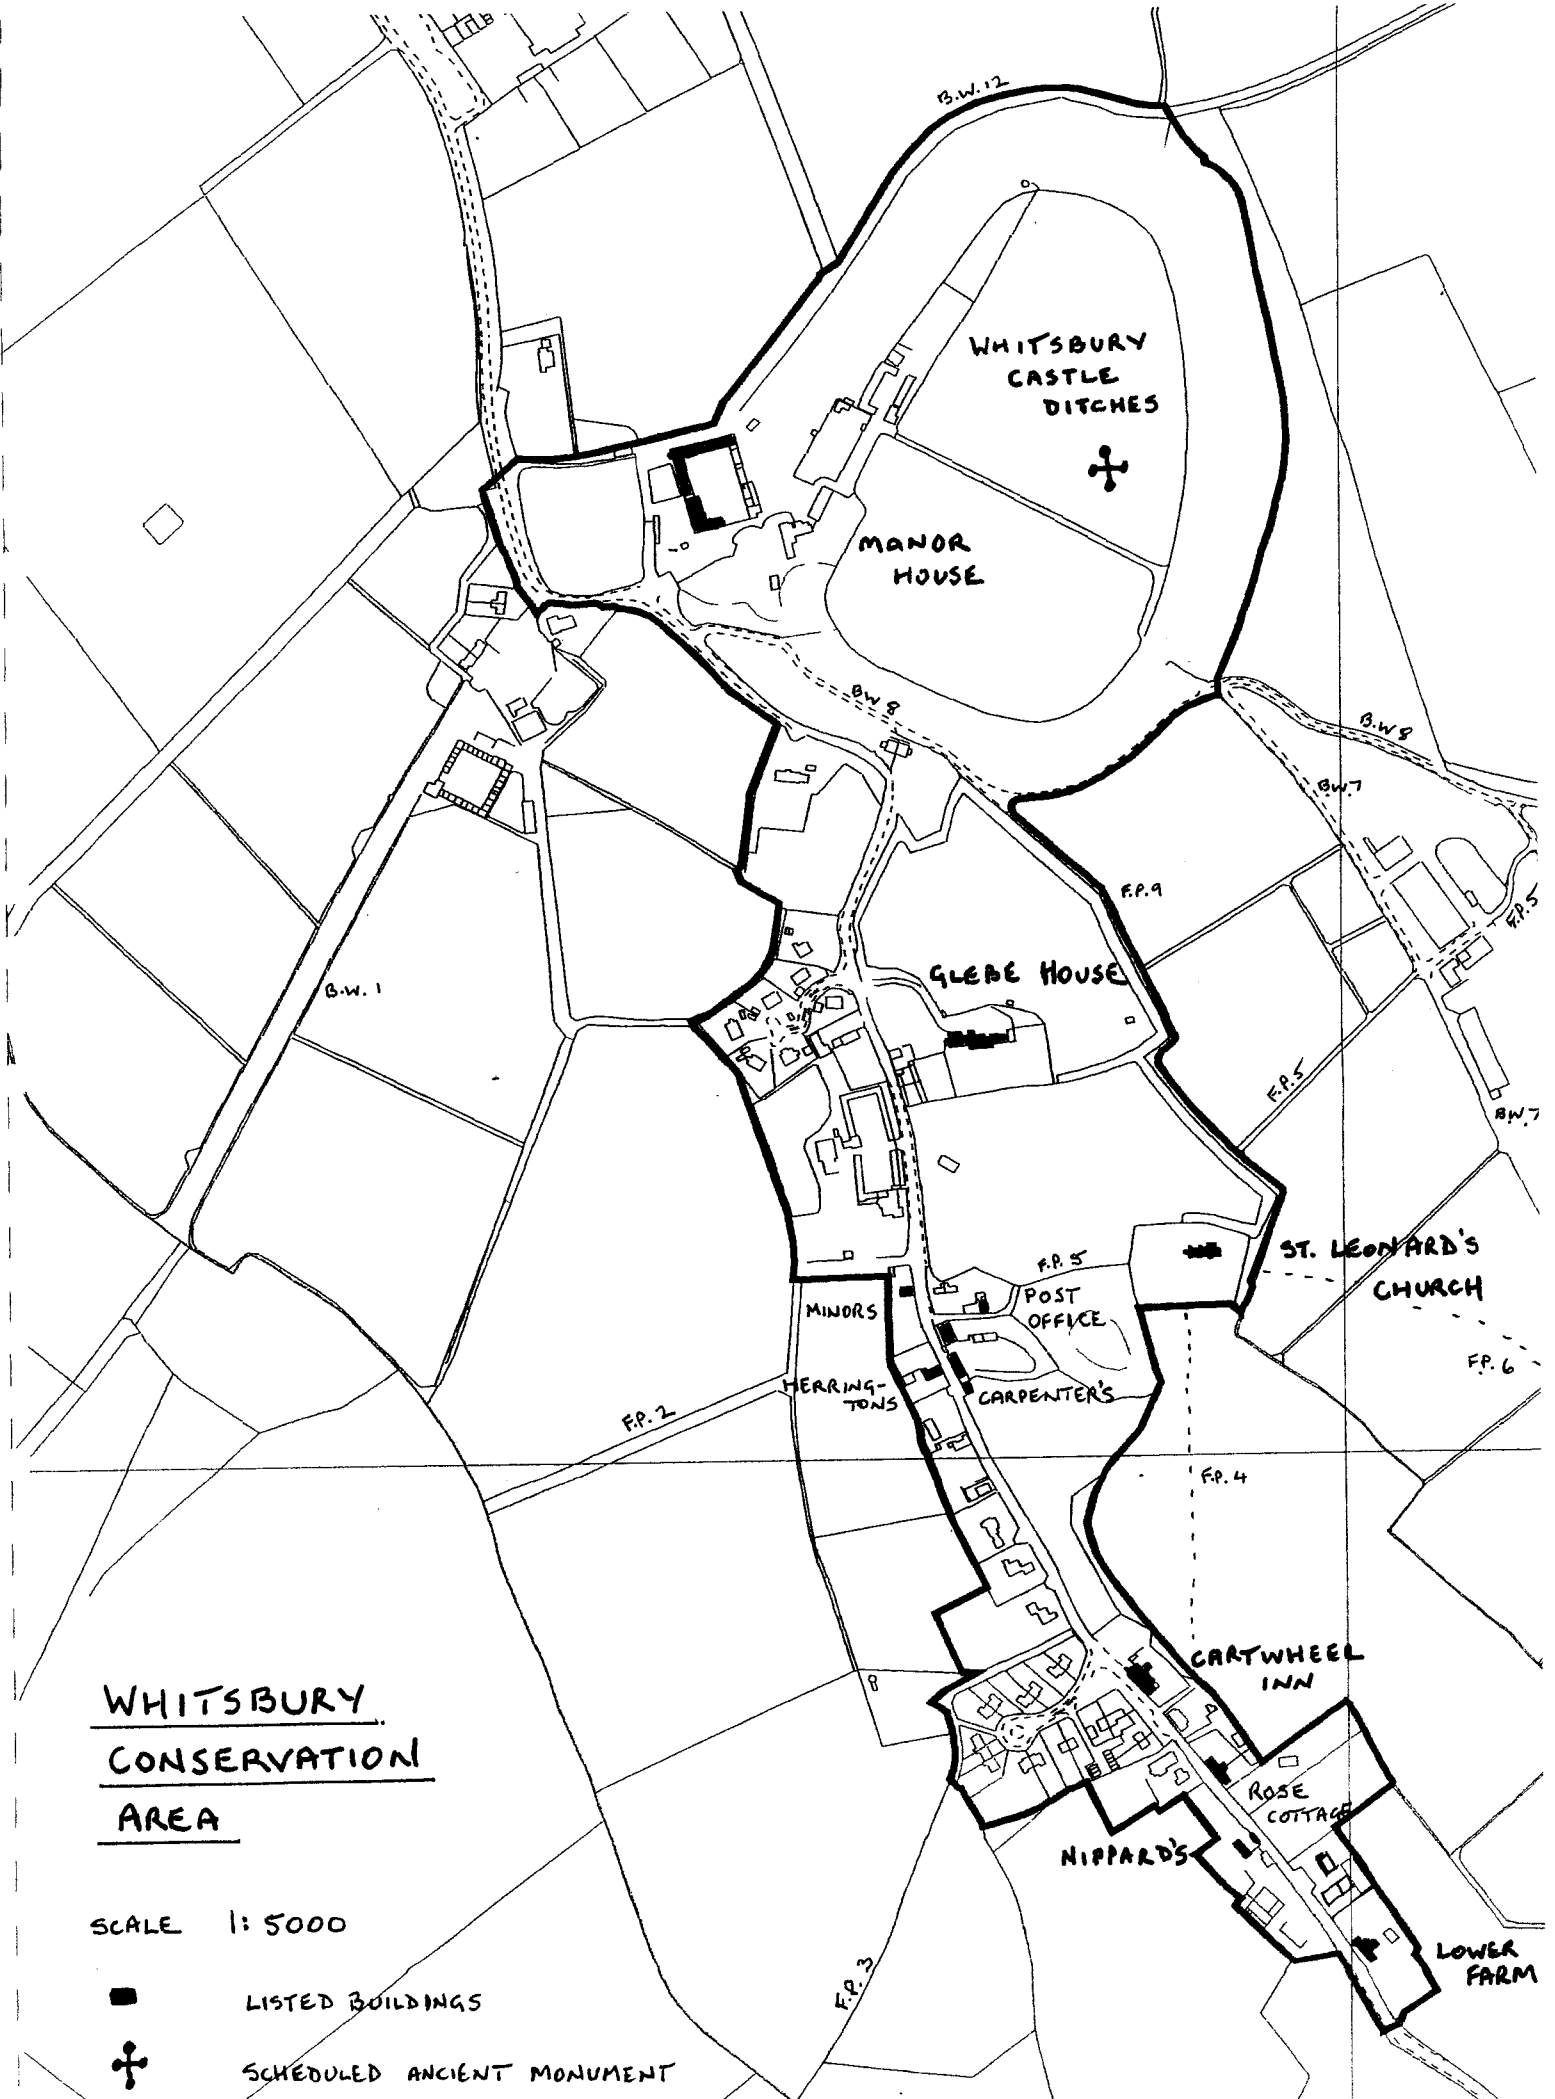 B.W. 12
WHITSBURY
CASTLE
DITCHES
MANOR
HOUSE
BW 8
B.W 8
B.W.7
F.P.9
F.P.5
GLEBE HOUSE
B.W. 1
F.P.5
B.W.7
ST. LEONARD'S
CHURCH
F.P. 5
POST
OFFICE
MINORS
F.P. 6
HERRING-
TONS
CARPENTER'S
F.P. 2
F.P. 4
CARTWHEEL
INN
WHITSBURY
CONSERVATION
AREA
ROSE
COTTAGE
NIPPARD'S
SCALE 1: 5000
LOWER
FARM
F.P. 3
LISTED BUILDINGS
SCHEDULED ANCIENT MONUMENT